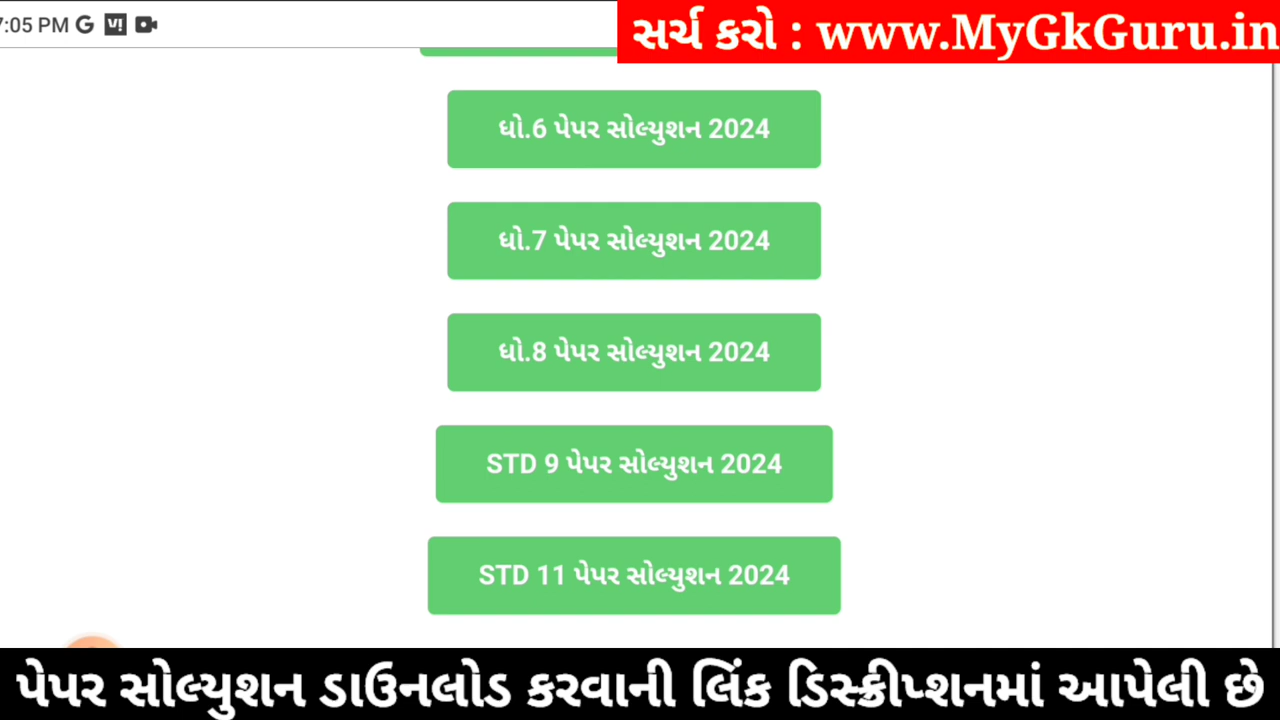 7:05 PM
સર્ચ કરો : www.MyGkGuru.in
ધો.6 પેપર સોલ્યુશન 2024
ધો.7 પેપર સોલ્યુશન 2024
ધો.8 પેપર સોલ્યુશન 2024
STD 9 પેપર સોલ્યુશન 2024
STD 11 પેપર સોલ્યુશન 2024
પેપર સોલ્યુશન ડાઉનલોડ કરવાની લિંક ડિસ્ક્રીપ્શનમાં આપેલી છે